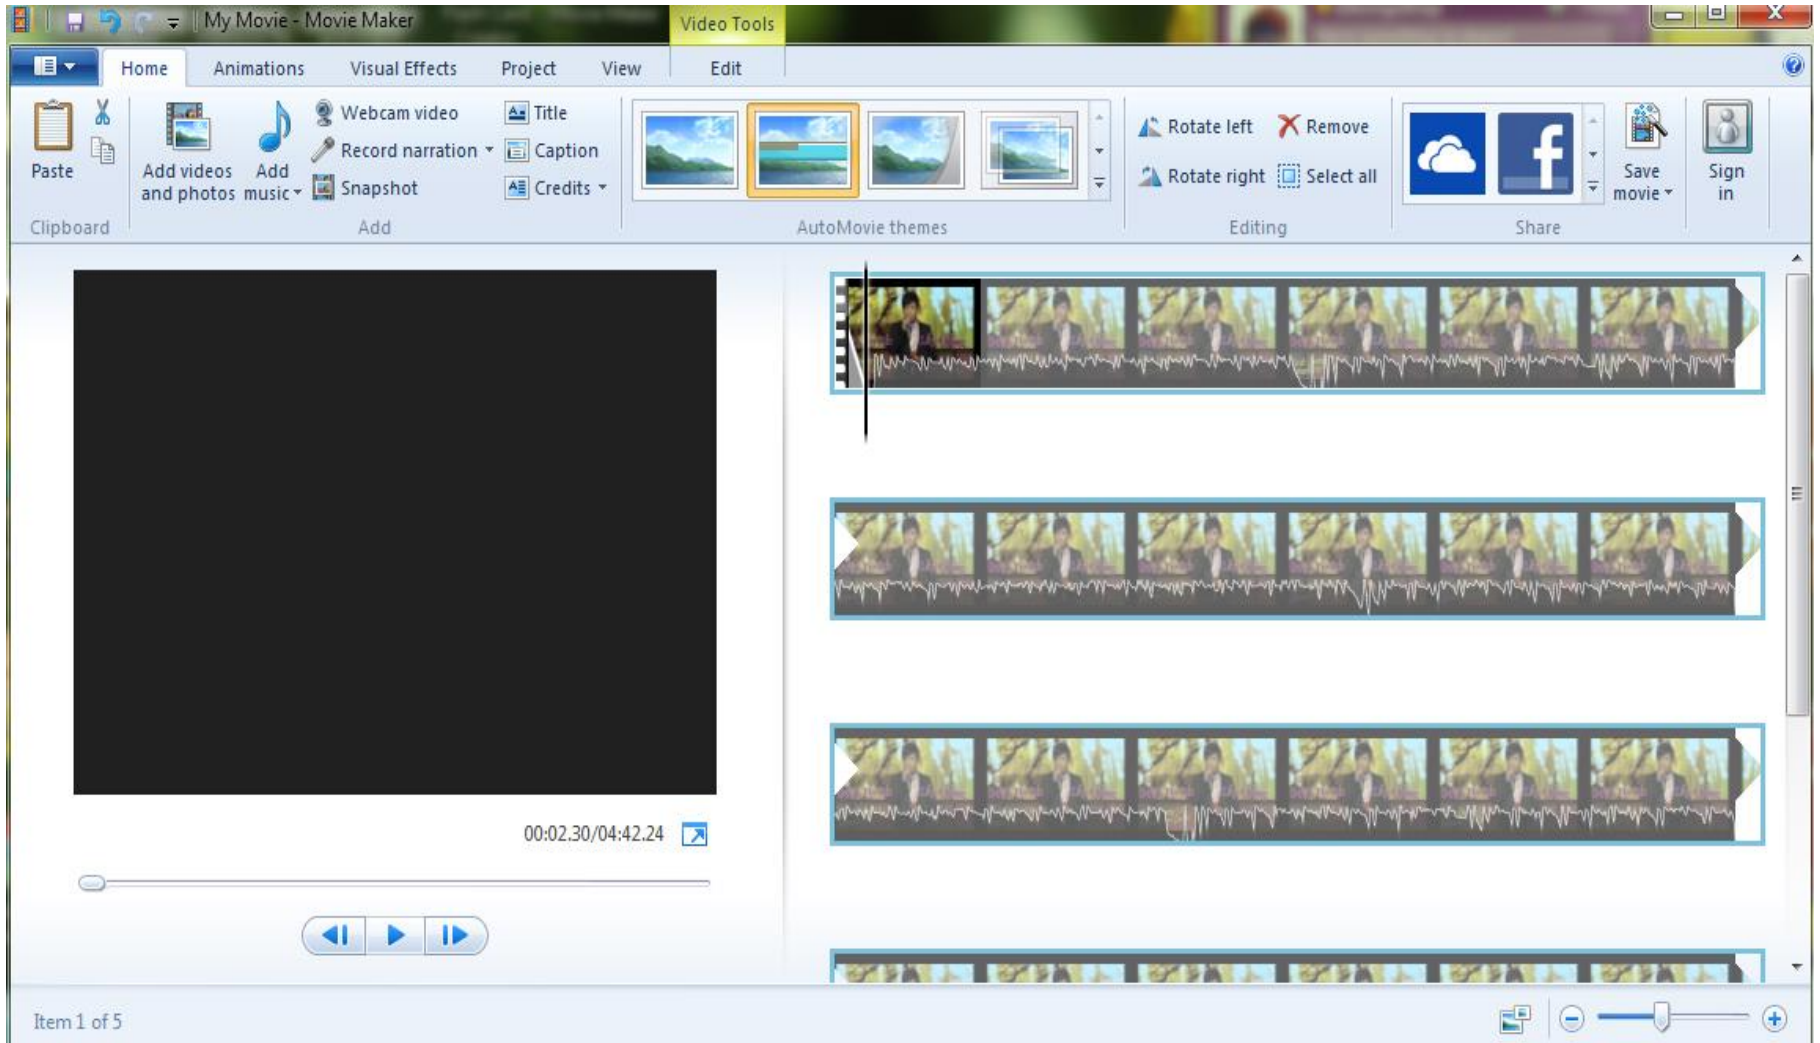 My Movie - Movie Maker
Video Tools
Home Animations Visual Effects Project View Edit
Paste
Clipboard
Add videos and photos
Add music
Webcam video
Record narration
Snapshot
Title
Caption
Credits
Add
AutoMovie themes
Rotate left
Remove
Rotate right
Select all
Editing
Share
Save movie
Sign in
00:02.30/04:42.24
Item 1 of 5